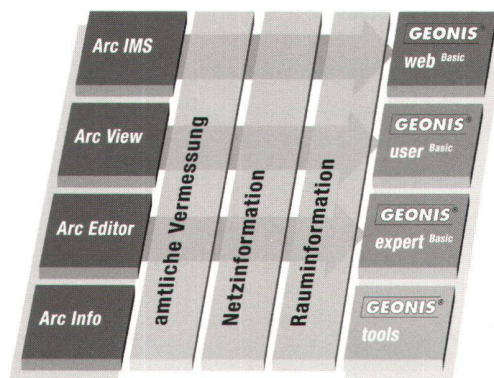 Arc IMS
Arc View
Arc Editor
Arc Info
amtliche Vermessung
Netzinformation
Rauminformation
GEONIS®
web Basic
GEONIS®
user Basic
GEONIS®
expert Basic
GEONIS®
tools